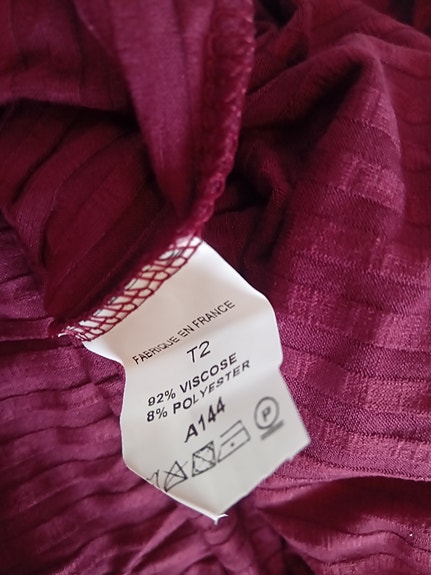 FABRIQUE EN FRANCE
T2
92% VISCOSE
8% POLYESTER
A144
P